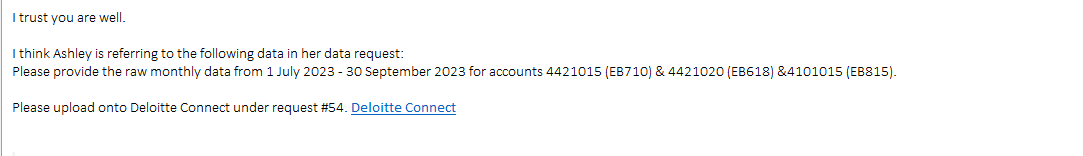 I trust you are well.
I think Ashley is referring to the following data in her data request:
Please provide the raw monthly data from 1 July 2023 - 30 September 2023 for accounts 4421015 (EB710) & 4421020 (EB618) &4101015 (EB815).
Please upload onto Deloitte Connect under request #54. Deloitte Connect